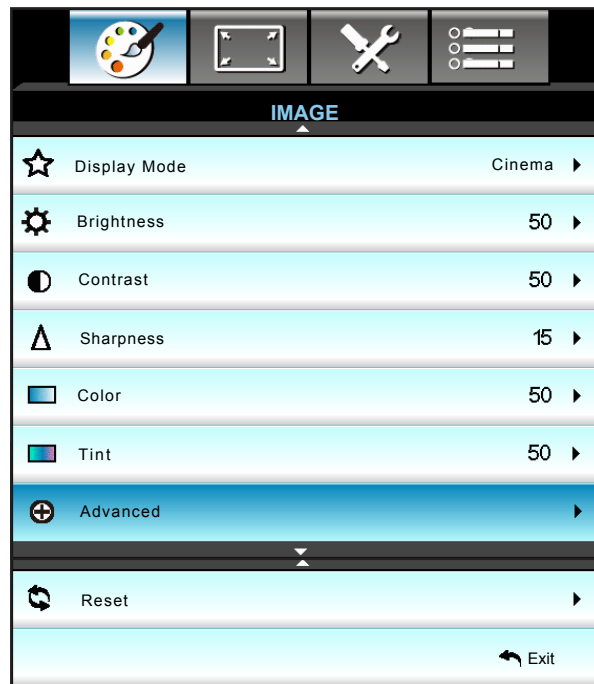 IMAGE
Display Mode Cinema
Brightness 50
Contrast 50
Sharpness 15
Color 50
Tint 50
Advanced
Reset
Exit